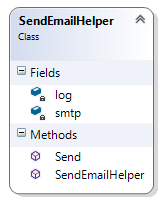 SendEmailHelper
Class
Fields
log
smtp
Methods
Send
SendEmailHelper